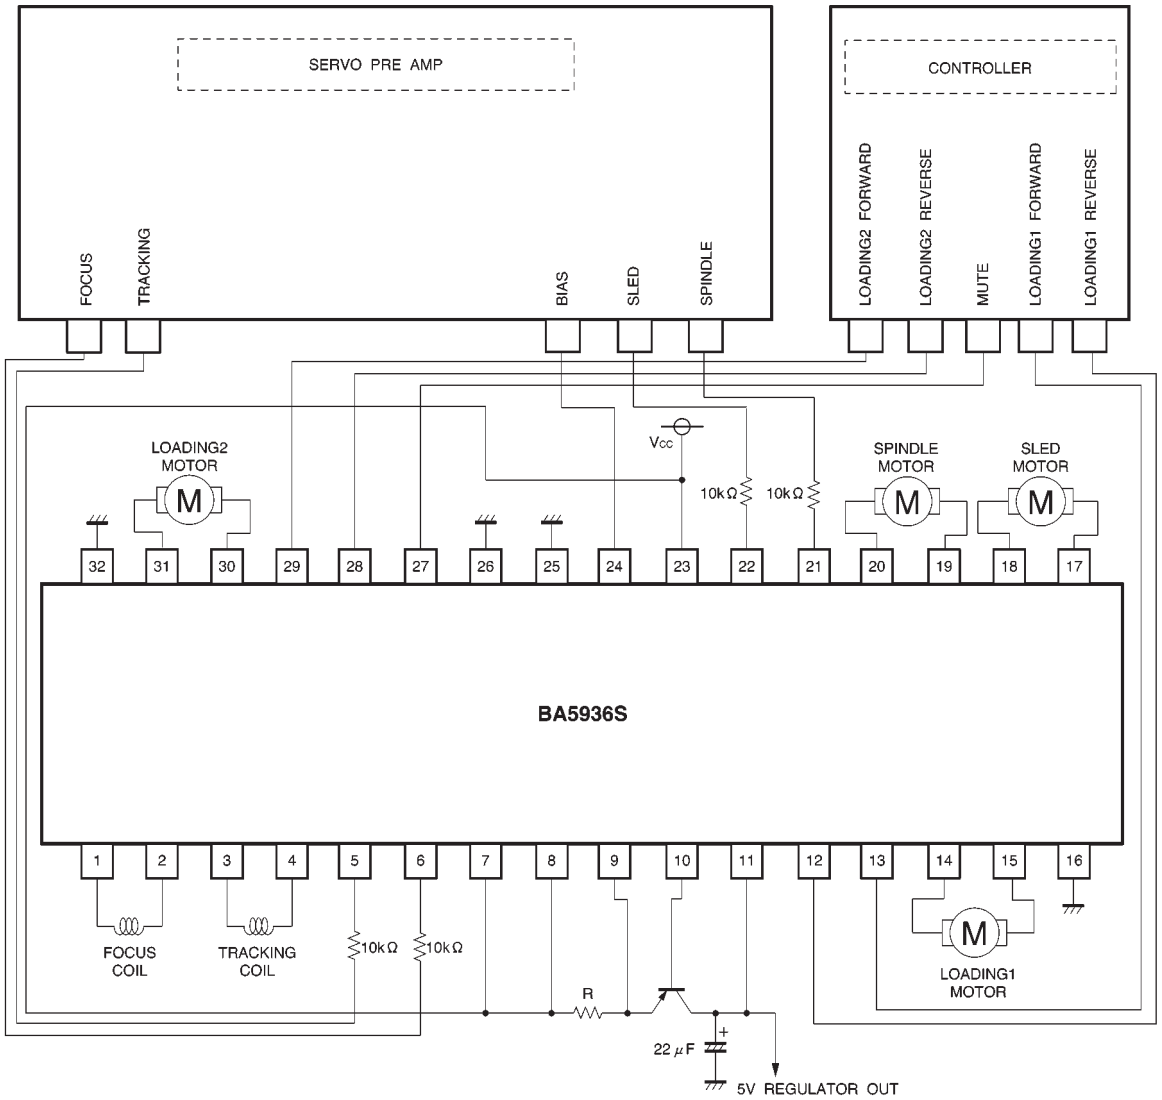 SERVO PRE AMP
CONTROLLER
FOCUS
TRACKING
BIAS
SLED
SPINDLE
LOADING2 FORWARD
LOADING2 REVERSE
MUTE
LOADING1 FORWARD
LOADING1 REVERSE
LOADING2
MOTOR
M
VCC
10kΩ
10kΩ
SPINDLE
MOTOR
M
SLED
MOTOR
M
32 31 30 29 28 27 26 25 24 23 22 21 20 19 18 17
BA5936S
1 2 3 4 5 6 7 8 9 10 11 12 13 14 15 16
FOCUS
COIL
TRACKING
COIL
10kΩ
10kΩ
M
LOADING1
MOTOR
R
+
22 µF
5V REGULATOR OUT